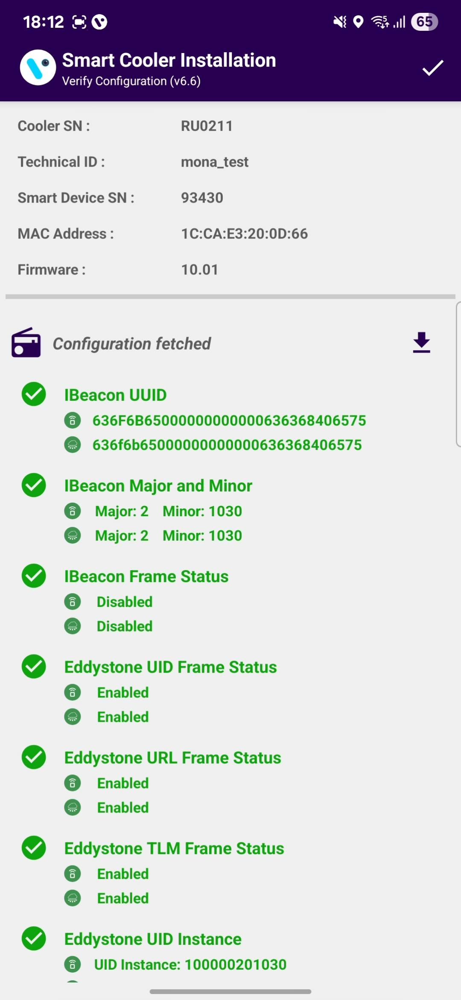 18:12
5
65
Smart Cooler Installation
Verify Configuration (v6.6)
Cooler SN : RU0211
Technical ID : mona_test
Smart Device SN : 93430
MAC Address : 1C:CA:E3:20:0D:66
Firmware : 10.01
Configuration fetched
IBeacon UUID
636F6B65000000000000636368406575
636f6b65000000000000636368406575
IBeacon Major and Minor
Major: 2 Minor: 1030
Major: 2 Minor: 1030
IBeacon Frame Status
Disabled
Disabled
Eddystone UID Frame Status
Enabled
Enabled
Eddystone URL Frame Status
Enabled
Enabled
Eddystone TLM Frame Status
Enabled
Enabled
Eddystone UID Instance
UID Instance: 100000201030